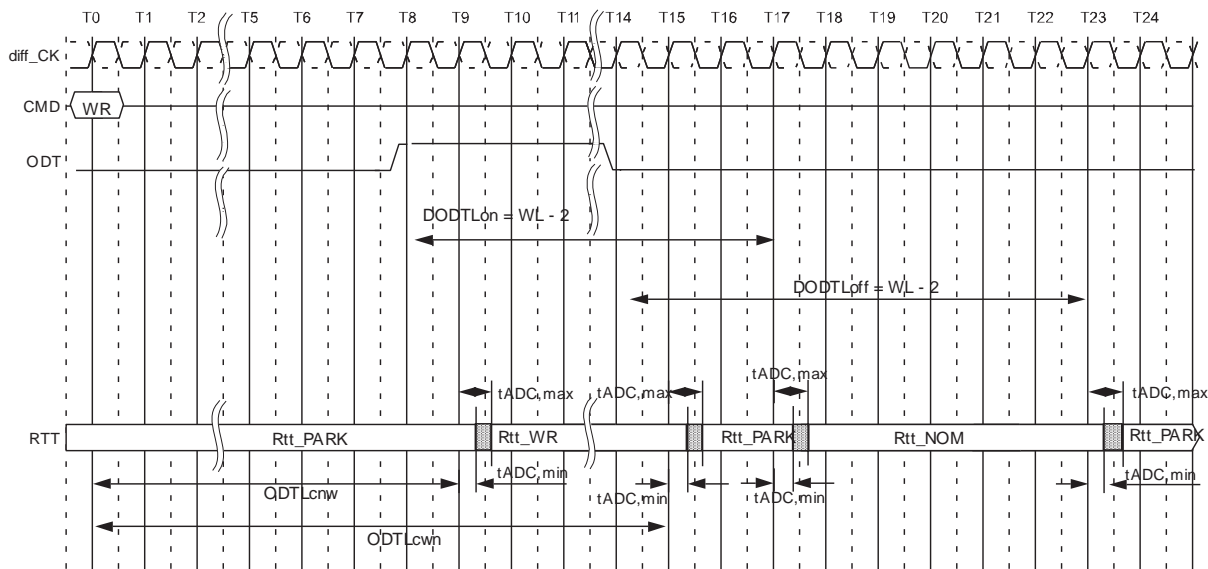 T0 T1 T2 T5 T6 T7 T8 T9 T10 T11 T14 T15 T16 T17 T18 T19 T20 T21 T22 T23 T24
diff_CK
CMD WR
ODT
DODTLon = WL - 2
DODTLoff = WL - 2
tADC,max
tADC,max tADC,max tADC,max
RTT Rtt_PARK Rtt_WR Rtt_PARK Rtt_NOM Rtt_PARK
tADC,min tADC,min
ODTLcnw tADC,min tADC,min
ODTLcwn